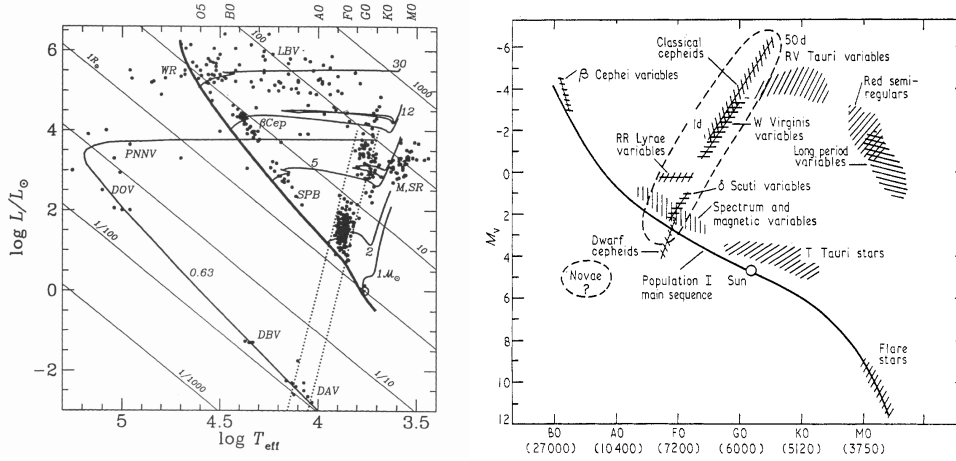 O5 B0 A0 F0 G0 K0 M0
6
4
2
0
−2
log L/L⊙
5
4.5
4
3.5
log Teff
1R⊙
100
1000
10
1/10
1/100
1/1000
WR
LBV
30
βCep
12
PNNV
5
M,SR
DOV
SPB
2
1ℳ⊙
0.63
DBV
DAV
-6
-4
-2
0
2
4
6
8
10
12
Mv
Classical
cepheids
50d
RV Tauri variables
β Cephei variables
Red semi-
regulars
1d
W Virginis
variables
RR Lyrae
variables
Long period
variables
δ Scuti variables
Spectrum and
magnetic variables
Dwarf
cepheids
T Tauri stars
Novae
?
Population I
main sequence
Sun
Flare
stars
B0 A0 F0 G0 K0 M0
(27000) (10400) (7200) (6000) (5120) (3750)